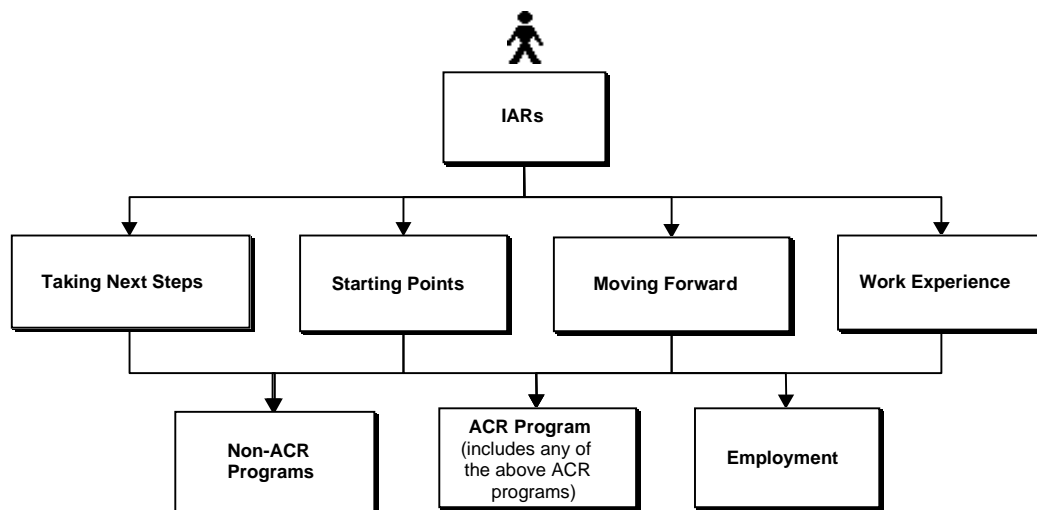 IARs
Taking Next Steps
Starting Points
Moving Forward
Work Experience
Non-ACR
Programs
ACR Program
(includes any of
the above ACR
programs)
Employment